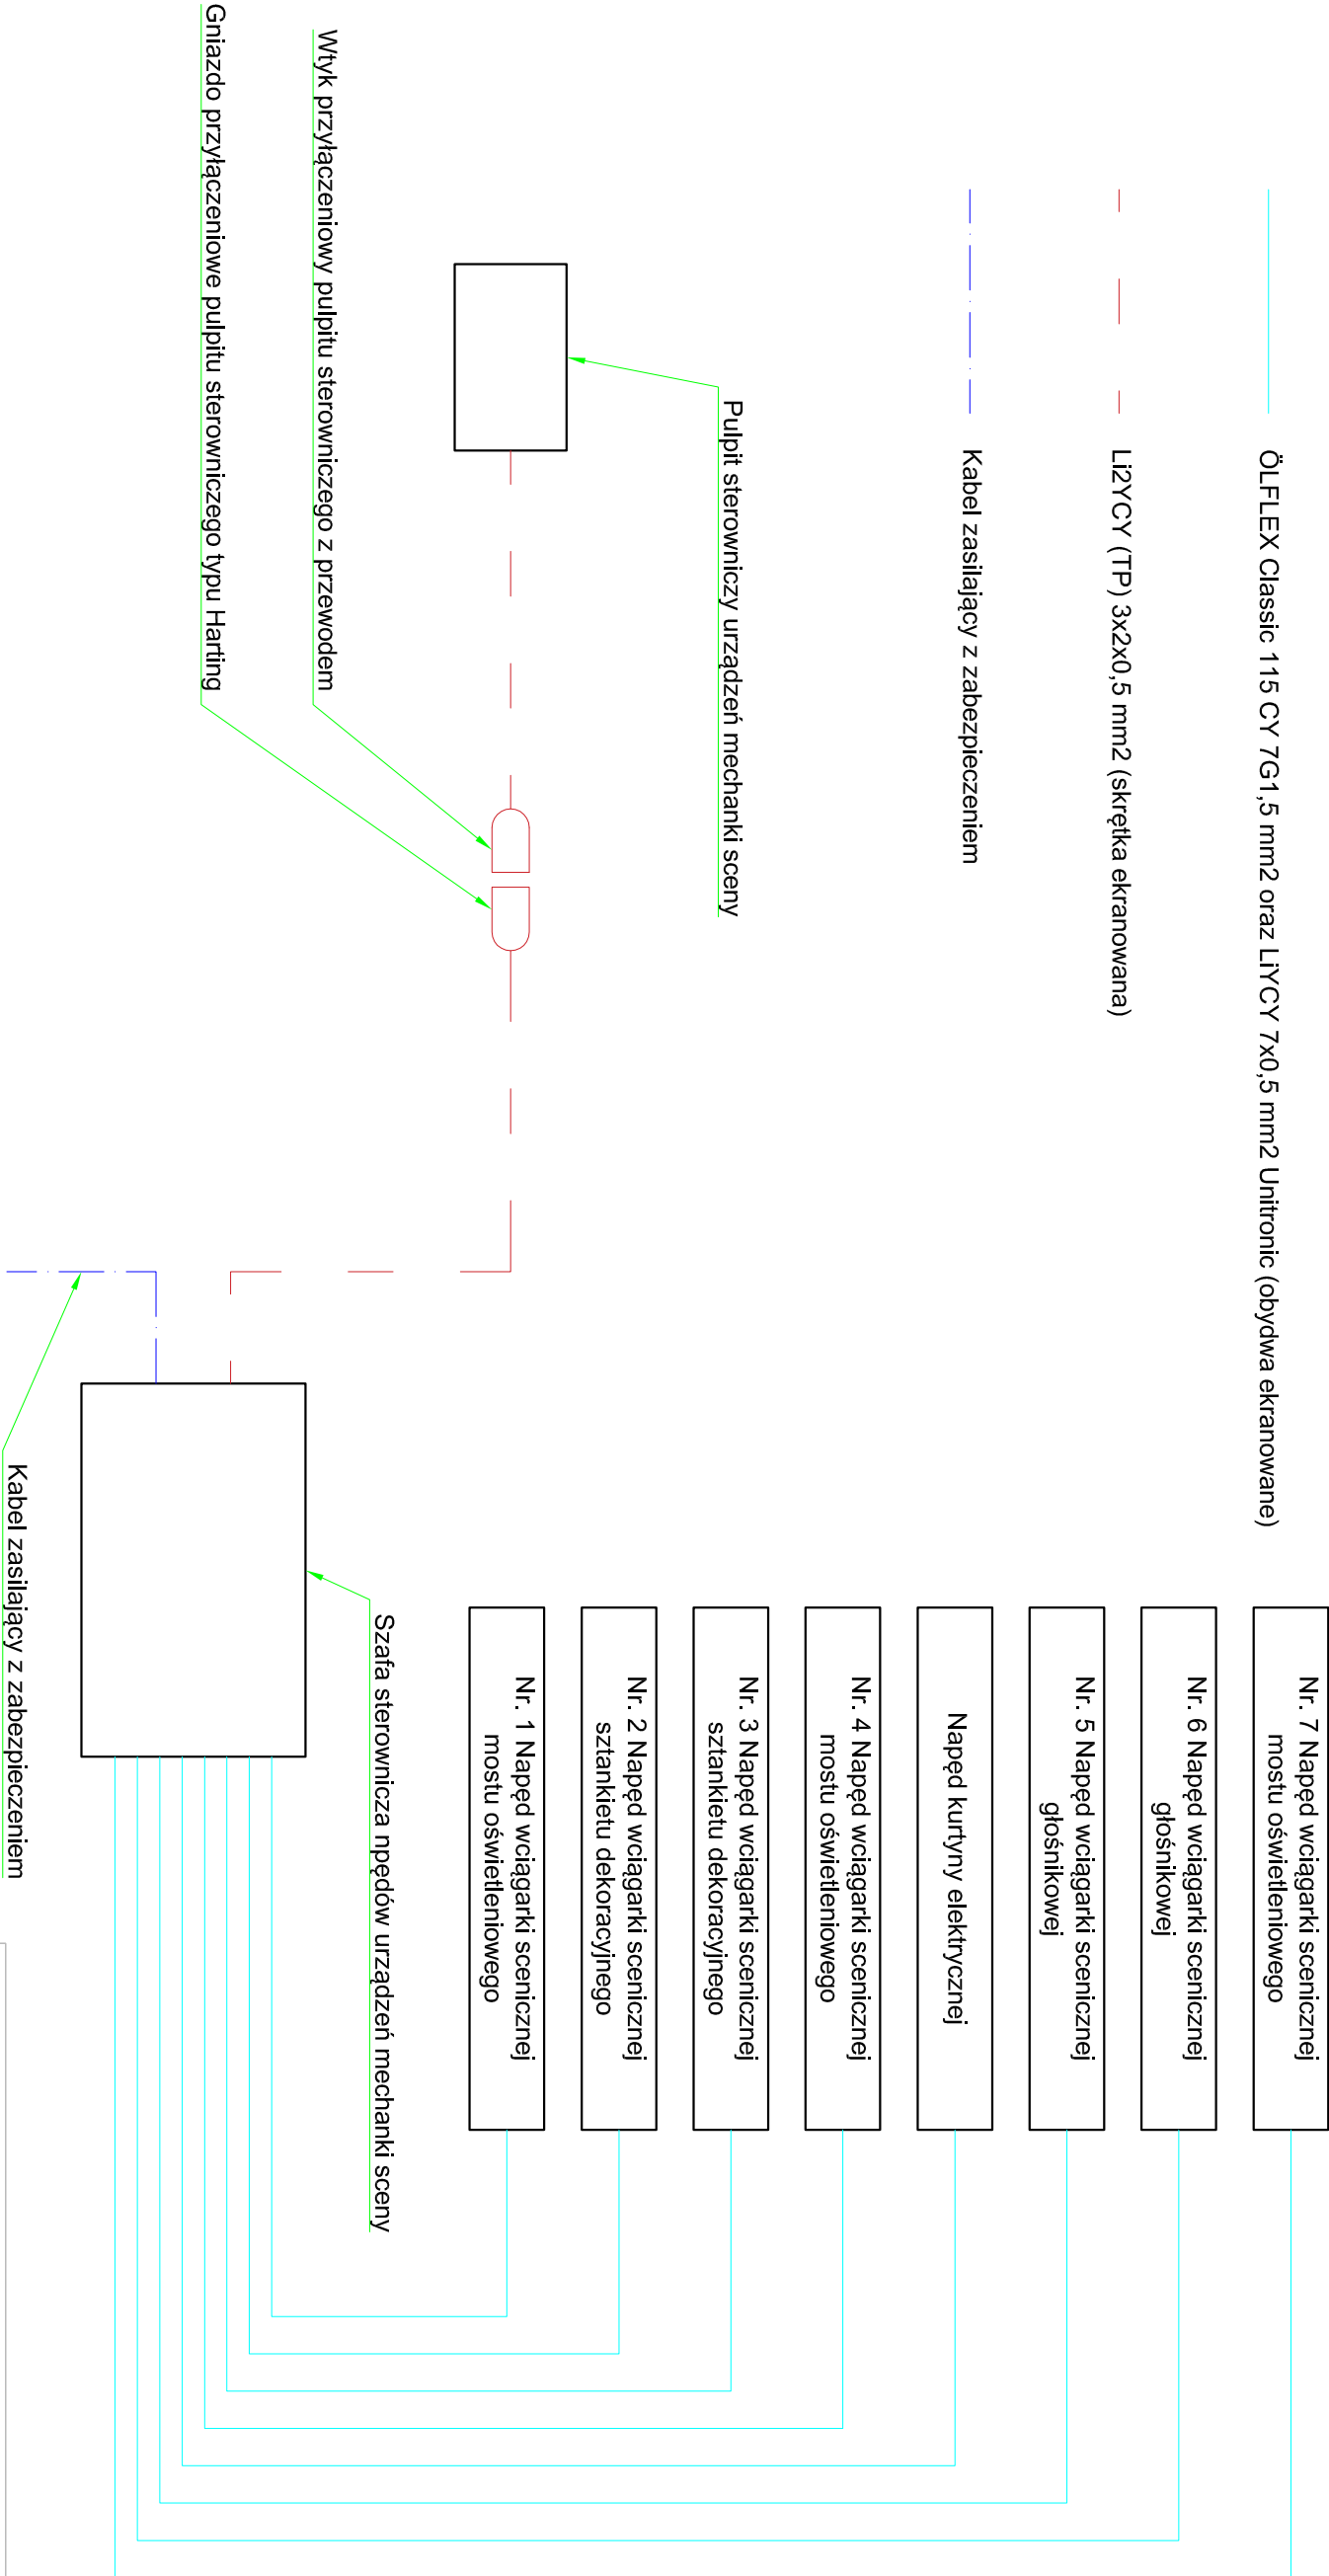 ÖLFLEX Classic 115 CY 7G1,5 mm2 oraz LiYCY 7x0,5 mm2 Unitronic (obydwa ekranowane)
Li2YCY (TP) 3x2x0,5 mm2 (skrętka ekranowana)
Kabel zasilający z zabezpieczeniem
Pulpit sterowniczy urządzeń mechanki sceny
Wtyk przyłączeniowy pulpitu sterowniczego z przewodem
Gniazdo przyłączeniowe pulpitu sterowniczego typu Harting
Nr. 7 Napęd wciągarki scenicznej
mostu oświetleniowego
Nr. 6 Napęd wciągarki scenicznej
głośnikowej
Nr. 5 Napęd wciągarki scenicznej
głośnikowej
Napęd kurtyny elektrycznej
Nr. 4 Napęd wciągarki scenicznej
mostu oświetleniowego
Nr. 3 Napęd wciągarki scenicznej
sztankietu dekoracyjnego
Nr. 2 Napęd wciągarki scenicznej
sztankietu dekoracyjnego
Nr. 1 Napęd wciągarki scenicznej
mostu oświetleniowego
Szafa sterownicza npędów urządzeń mechanki sceny
Kabel zasilający z zabezpieczeniem